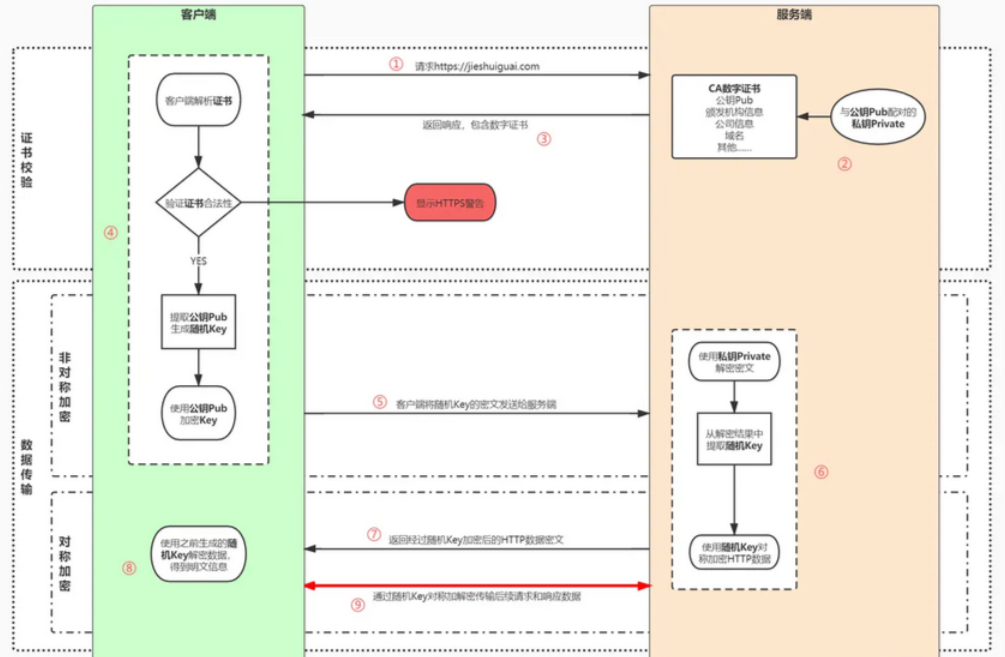 客户端
服务端
证书校验
① 请求https://jieshuiguai.com
客户端解析证书
CA数字证书
公钥Pub
颁发机构信息
公司信息
域名
其他......
与公钥Pub配对的
私钥Private
②
返回响应，包含数字证书
③
验证证书合法性
显示HTTPS警告
④
YES
数据传输
非对称加密
提取公钥Pub
生成随机Key
使用公钥Pub
加密Key
⑤ 客户端将随机Key的密文发送给服务端
使用私钥Private
解密密文
从解密结果中
提取随机Key
⑥
对称加密
⑦ 返回经过随机Key加密后的HTTP数据密文
使用随机Key对
称加密HTTP数据
使用之前生成的随
机Key解密数据，
得到明文信息
⑧
⑨ 通过随机Key对称加解密传输后续请求和响应数据